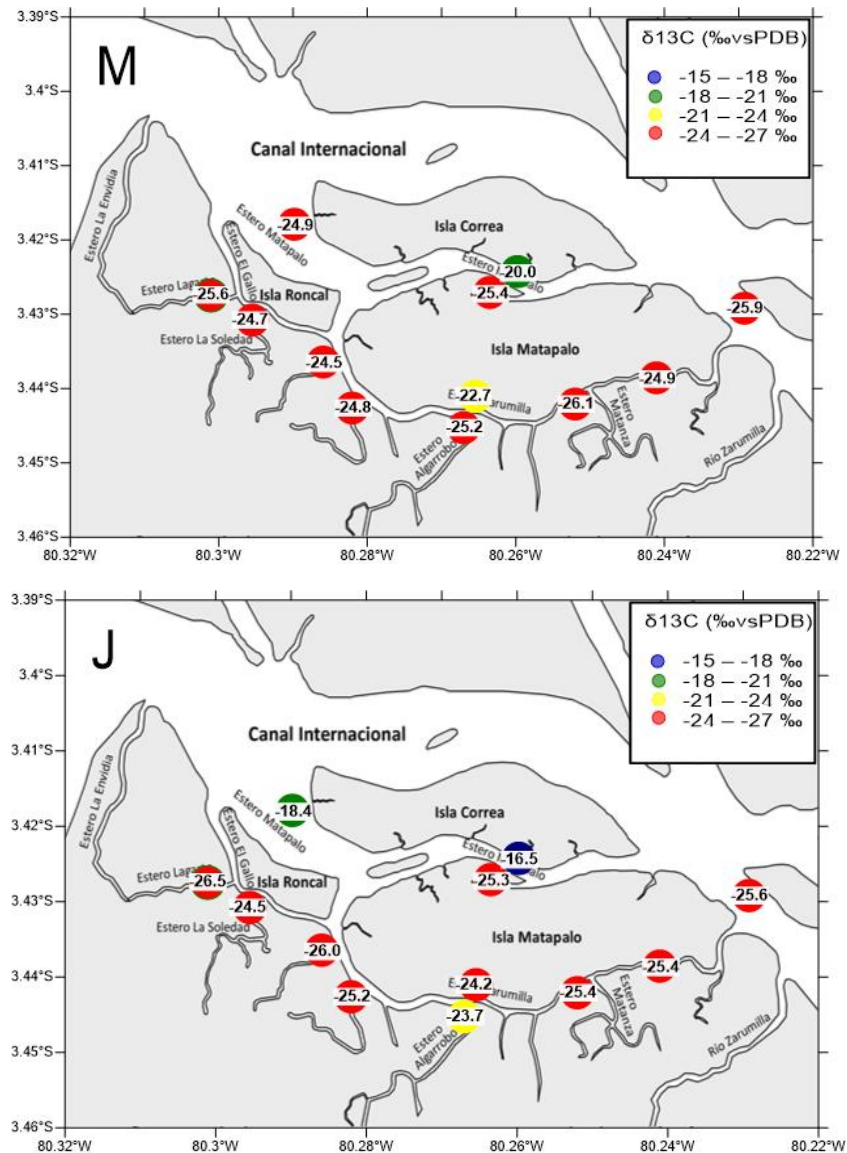 3.39°S
3.4°S
3.41°S
3.42°S
3.43°S
3.44°S
3.45°S
3.46°S
M
δ13C (‰vsPDB)
-15 – -18 ‰
-18 – -21 ‰
-21 – -24 ‰
-24 – -27 ‰
Canal Internacional
Estero La Envidia
Estero Matapalo
-24.9
Isla Correa
Estero El Gallo
-20.0
-25.4
Estero
-25.6
Isla Roncal
-25.9
-24.7
Estero La Soledad
Isla Matapalo
-24.5
-24.9
-22.7
-24.8
-26.1
-25.2
Estero Matanza
Estero Algarrobo
Río Zarumilla
80.32°W
80.3°W
80.28°W
80.26°W
80.24°W
80.22°W
3.39°S
3.4°S
3.41°S
3.42°S
3.43°S
3.44°S
3.45°S
3.46°S
J
δ13C (‰vsPDB)
-15 – -18 ‰
-18 – -21 ‰
-21 – -24 ‰
-24 – -27 ‰
Canal Internacional
Estero La Envidia
-18.4
Estero Matapalo
Isla Correa
Estero El Gallo
-16.5
-25.3
Estero
-26.5
Isla Roncal
-25.6
-24.5
Estero La Soledad
Isla Matapalo
-26.0
-25.4
-24.2
-25.2
-25.4
-23.7
Estero Matanza
Estero Algarrobo
Río Zarumilla
80.32°W
80.3°W
80.28°W
80.26°W
80.24°W
80.22°W